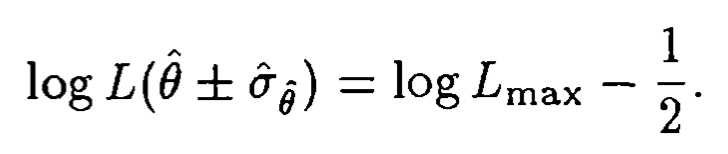 log L(θ̂ ± σ̂_θ̂) = log L_max − 1/2.